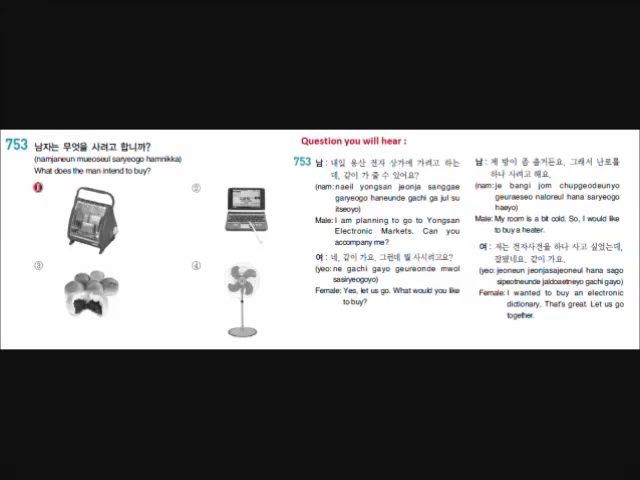 753 남자는 무엇을 사려고 합니까?
(namjaneun mueoseul saryeogo hamnikka)
What does the man intend to buy?
①
②
③
④
Question you will hear :
753 남 : 내일 용산 전자 상가에 가려고 하는
데, 같이 가 줄 수 있어요?
(nam: naeil yongsan jeonja sanggae
garyeogo haneunde gachi ga jul su
itseoyo)
Male: I am planning to go to Yongsan
Electronic Markets. Can you
accompany me?
여 : 네, 같이 가요. 그런데 뭘 사시려고요?
(yeo: ne gachi gayo geureonde mwol
sasiryeogoyo)
Female: Yes, let us go. What would you like
to buy?
남 : 제 방이 좀 춥거든요. 그래서 난로를
하나 사려고 해요.
(nam: je bangi jom chupgeodeunyo
geuraeseo naloreul hana saryeogo
haeyo)
Male: My room is a bit cold. So, I would like
to buy a heater.
여 : 저는 전자사전을 하나 사고 싶었는데,
잘됐네요. 같이 가요.
(yeo: jeoneun jeonjasajeoneul hana sago
sipeotneunde jaldoaetneyo gachi gayo)
Female: I wanted to buy an electronic
dictionary. That's great. Let us go
together.